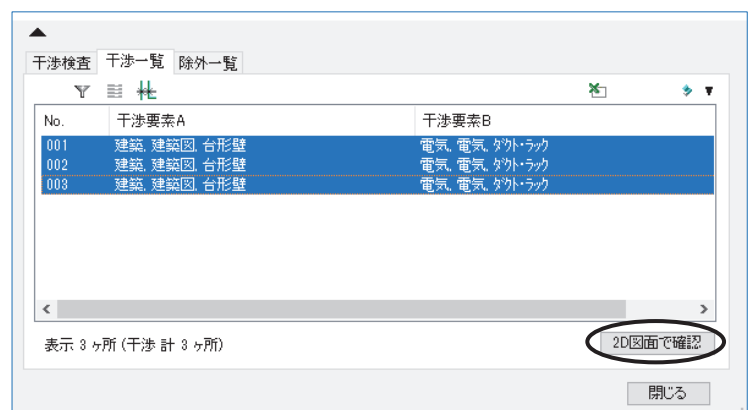 干渉検査 干渉一覧 除外一覧
No. 干渉要素A 干渉要素B
001 建築, 建築図, 台形壁 電気, 電気, ﾀﾞｸﾄ･ﾗｯｸ
002 建築, 建築図, 台形壁 電気, 電気, ﾀﾞｸﾄ･ﾗｯｸ
003 建築, 建築図, 台形壁 電気, 電気, ﾀﾞｸﾄ･ﾗｯｸ
表示 3 ヶ所 (干渉 計 3 ヶ所) 2D図面で確認
閉じる